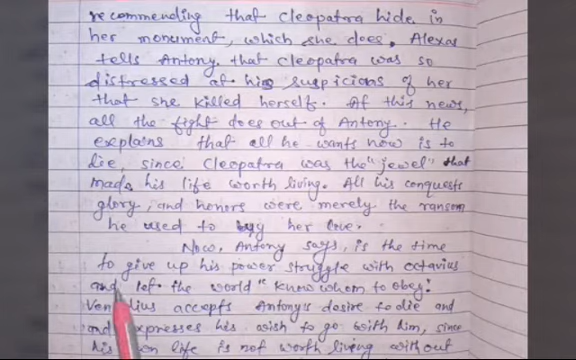 recommending that Cleopatra hide in
her monument, which she does. Alexas
tells Antony that Cleopatra was so
distressed at his suspicions of her
that she killed herself. At this news,
all the fight does out of Antony. He
explains that all he wants now is to
die, since Cleopatra was the "jewel" that
made his life worth living. All his conquests
glory, and honors were merely the ransom
he used to buy her love.
Now, Antony says, is the time
to give up his power struggle with octavius
and let the world "know whom to obey!
accepts Antony's desire to die and
expresses his wish to go with him, since
his life is not worth living without